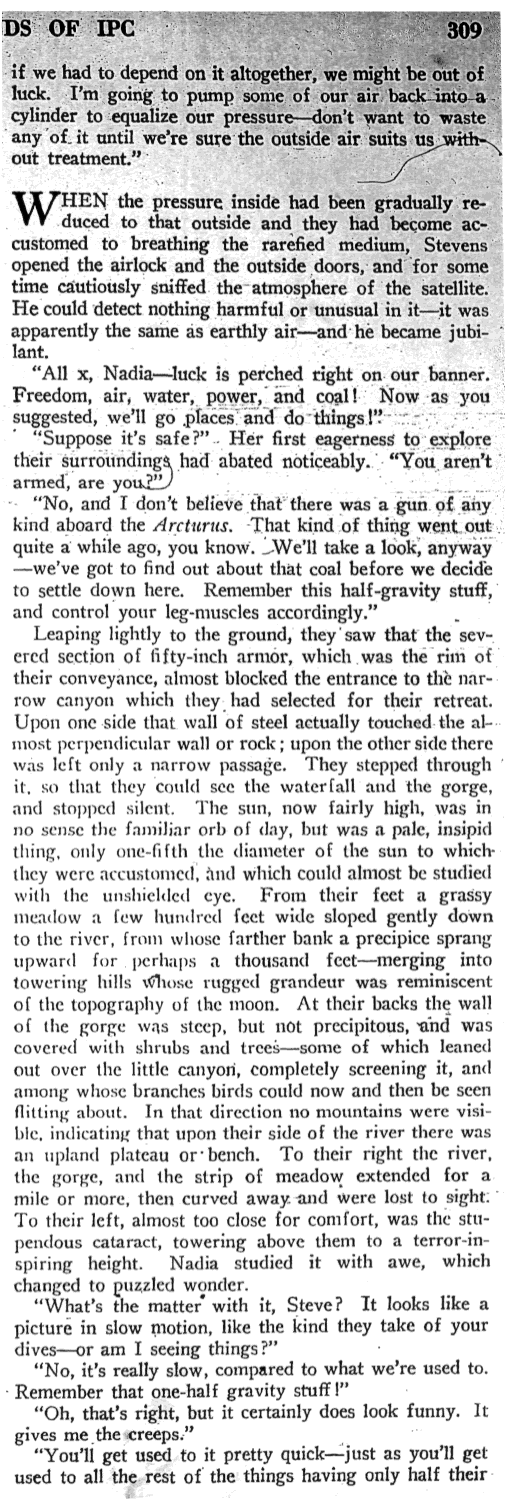 DS OF IPC 309
if we had to depend on it altogether, we might be out of
luck. I'm going to pump some of our air back into a
cylinder to equalize our pressure—don't want to waste
any of it until we're sure the outside air suits us with-
out treatment."
WHEN the pressure inside had been gradually re-
duced to that outside and they had become ac-
customed to breathing the rarefied medium, Stevens
opened the airlock and the outside doors, and for some
time cautiously sniffed the atmosphere of the satellite.
He could detect nothing harmful or unusual in it—it was
apparently the same as earthly air—and he became jubi-
lant.
"All x, Nadia—luck is perched right on our banner.
Freedom, air, water, power, and coal! Now as you
suggested, we'll go places and do things!"
"Suppose it's safe?" Her first eagerness to explore
their surroundings had abated noticeably. "You aren't
armed, are you?"
"No, and I don't believe that there was a gun of any
kind aboard the Arcturus. That kind of thing went out
quite a while ago, you know. We'll take a look, anyway
—we've got to find out about that coal before we decide
to settle down here. Remember this half-gravity stuff,
and control your leg-muscles accordingly."
Leaping lightly to the ground, they saw that the sev-
ered section of fifty-inch armor, which was the rim of
their conveyance, almost blocked the entrance to the nar-
row canyon which they had selected for their retreat.
Upon one side that wall of steel actually touched the al-
most perpendicular wall or rock; upon the other side there
was left only a narrow passage. They stepped through
it, so that they could see the waterfall and the gorge,
and stopped silent. The sun, now fairly high, was in
no sense the familiar orb of day, but was a pale, insipid
thing, only one-fifth the diameter of the sun to which
they were accustomed, and which could almost be studied
with the unshielded eye. From their feet a grassy
meadow a few hundred feet wide sloped gently down
to the river, from whose farther bank a precipice sprang
upward for perhaps a thousand feet—merging into
towering hills whose rugged grandeur was reminiscent
of the topography of the moon. At their backs the wall
of the gorge was steep, but not precipitous, and was
covered with shrubs and trees—some of which leaned
out over the little canyon, completely screening it, and
among whose branches birds could now and then be seen
flitting about. In that direction no mountains were visi-
ble, indicating that upon their side of the river there was
an upland plateau or bench. To their right the river,
the gorge, and the strip of meadow extended for a
mile or more, then curved away and were lost to sight.
To their left, almost too close for comfort, was the stu-
pendous cataract, towering above them to a terror-in-
spiring height. Nadia studied it with awe, which
changed to puzzled wonder.
"What's the matter with it, Steve? It looks like a
picture in slow motion, like the kind they take of your
dives—or am I seeing things?"
"No, it's really slow, compared to what we're used to.
Remember that one-half gravity stuff!"
"Oh, that's right, but it certainly does look funny. It
gives me the creeps."
"You'll get used to it pretty quick—just as you'll get
used to all the rest of the things having only half their